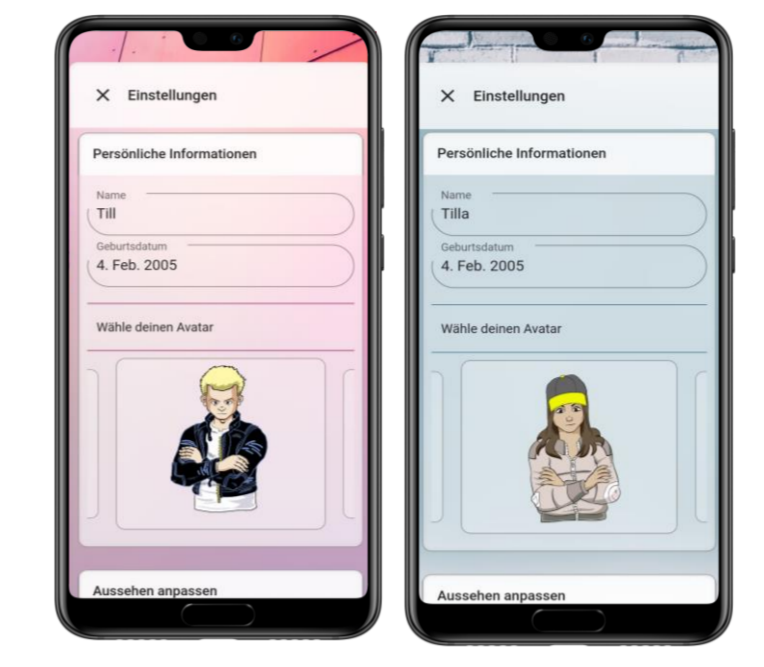 Einstellungen
Persönliche Informationen
Name
Till
Geburtsdatum
4. Feb. 2005
Wähle deinen Avatar
Aussehen anpassen
Einstellungen
Persönliche Informationen
Name
Tilla
Geburtsdatum
4. Feb. 2005
Wähle deinen Avatar
Aussehen anpassen